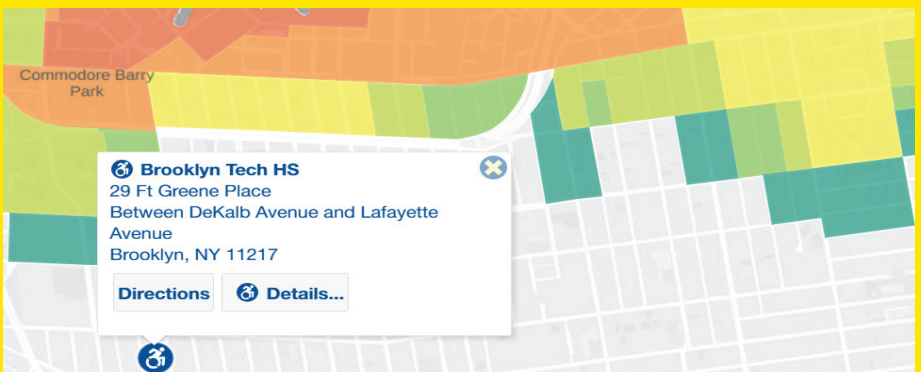 Commodore Barry
Park
Brooklyn Tech HS
29 Ft Greene Place
Between DeKalb Avenue and Lafayette
Avenue
Brooklyn, NY 11217
Directions
Details...